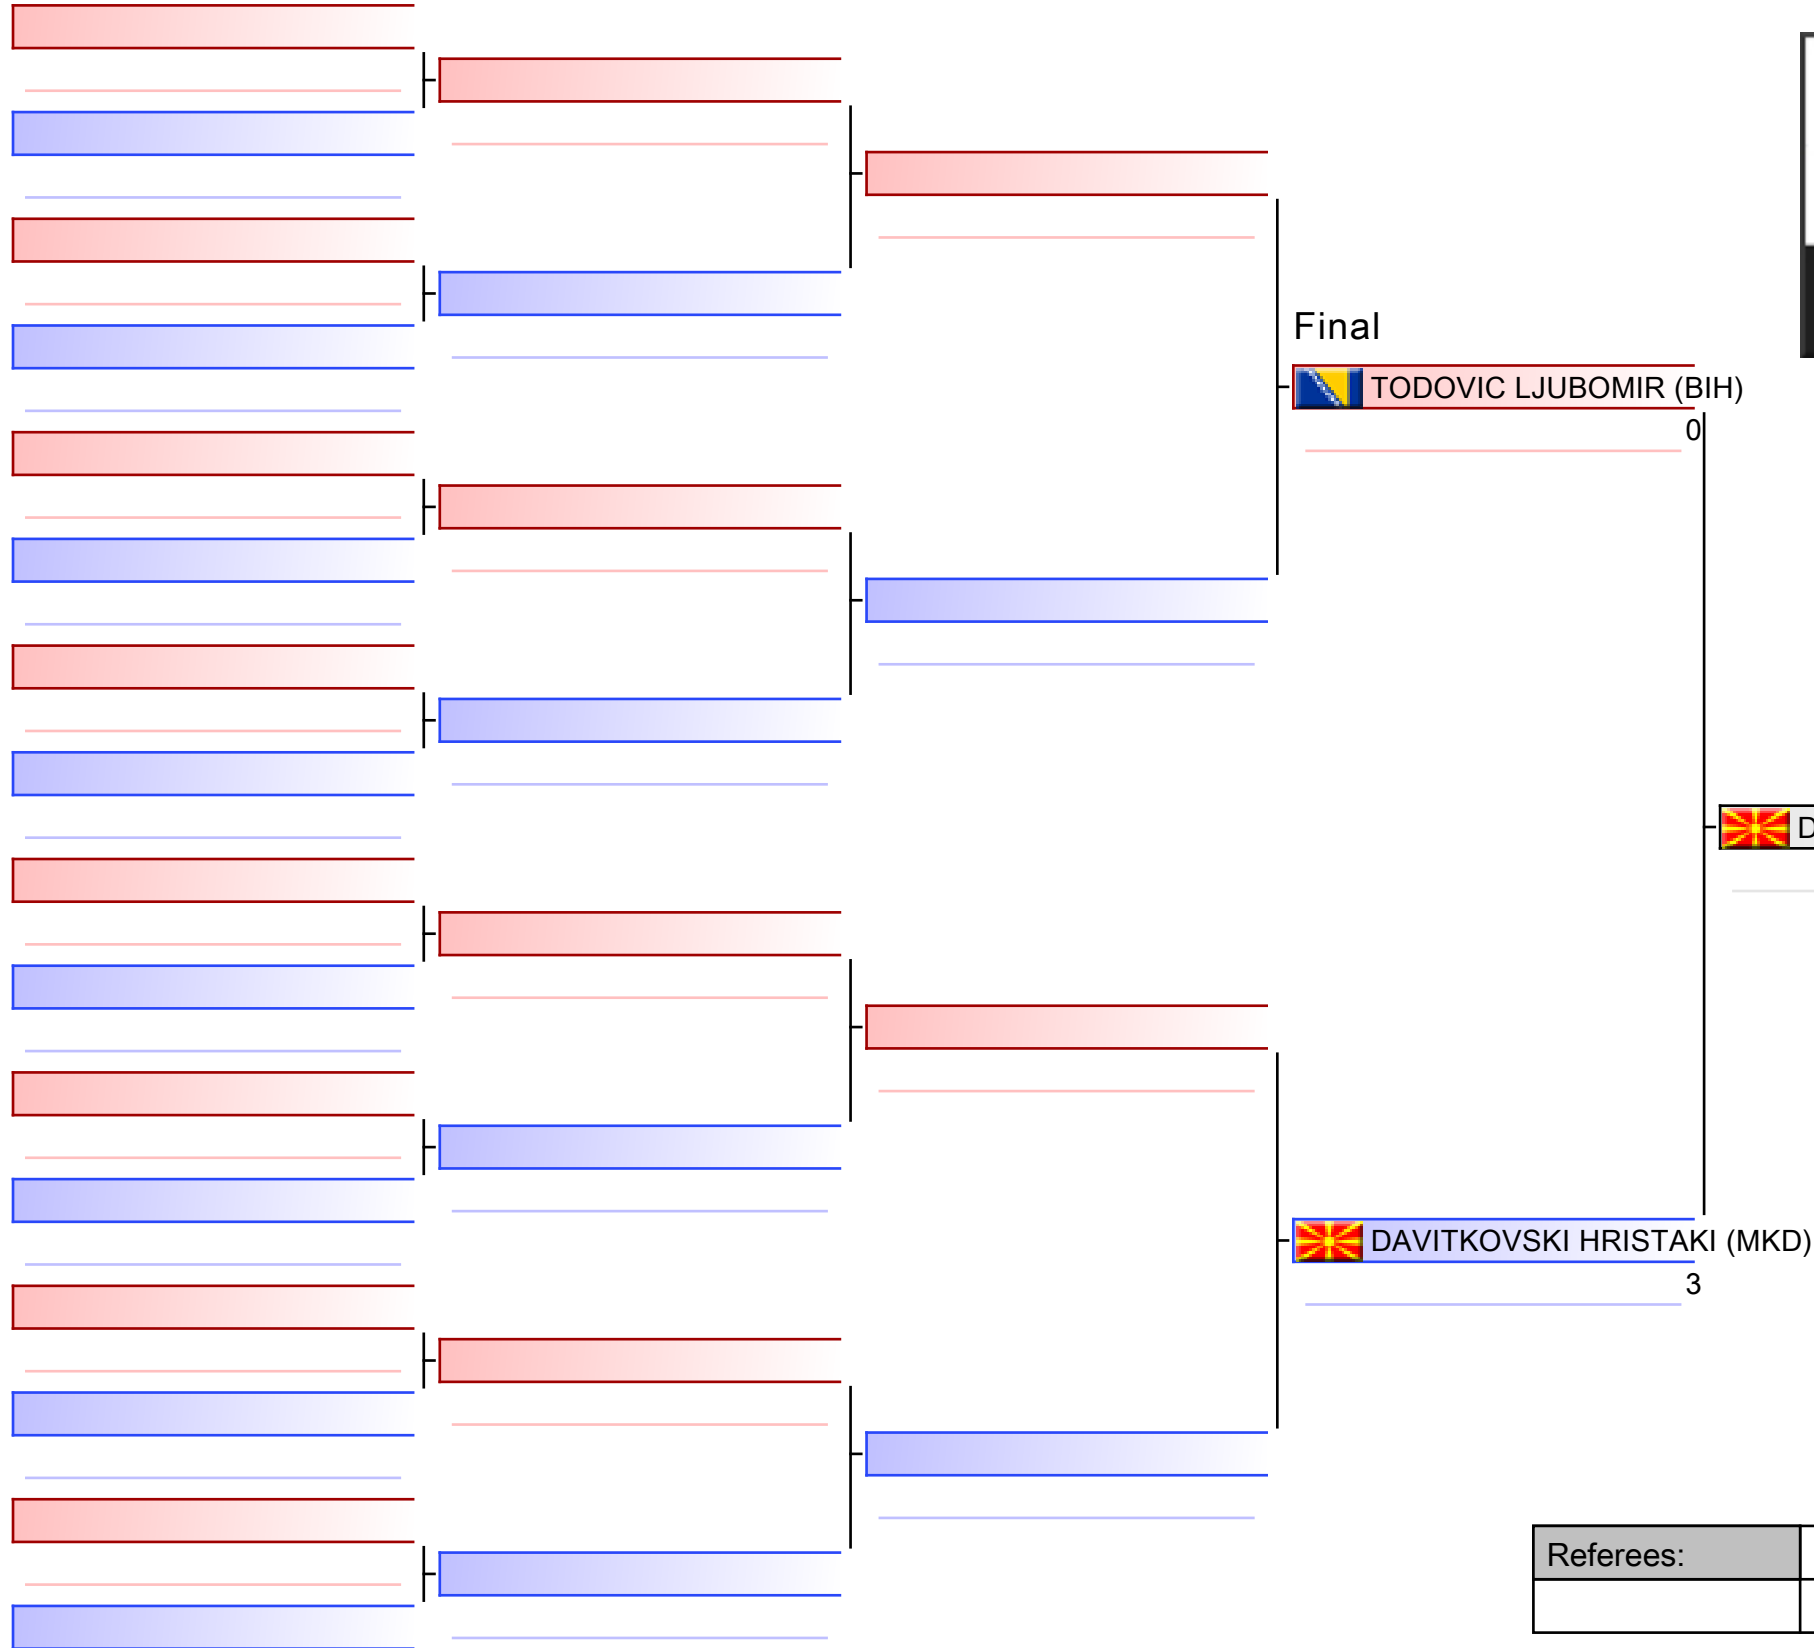 Final
TODOVIC LJUBOMIR (BIH)
0
D
DAVITKOVSKI HRISTAKI (MKD)
3
Referees: